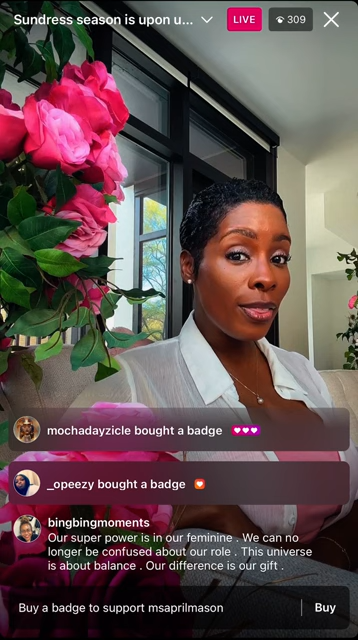 Sundress season is upon u...
LIVE
309
mochadayzicle bought a badge
_opeezy bought a badge
bingbingmoments
Our super power is in our feminine . We can no
longer be confused about our role . This universe
is about balance . Our difference is our gift .
Buy a badge to support msaprilmason
Buy